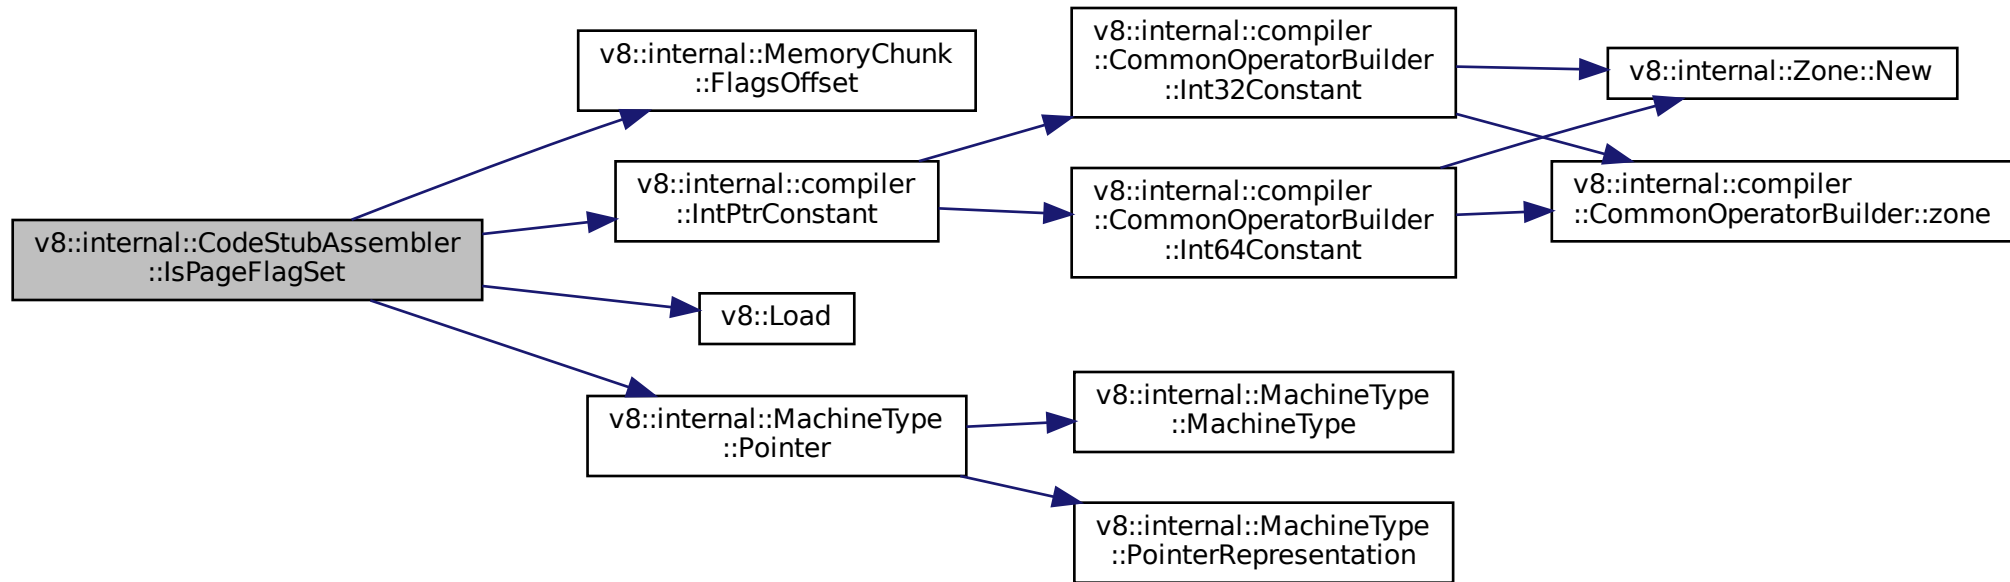 v8::internal::CodeStubAssembler
::IsPageFlagSet
v8::internal::MemoryChunk
::FlagsOffset
v8::internal::compiler
::IntPtrConstant
v8::Load
v8::internal::MachineType
::Pointer
v8::internal::compiler
::CommonOperatorBuilder
::Int32Constant
v8::internal::compiler
::CommonOperatorBuilder
::Int64Constant
v8::internal::MachineType
::MachineType
v8::internal::MachineType
::PointerRepresentation
v8::internal::Zone::New
v8::internal::compiler
::CommonOperatorBuilder::zone